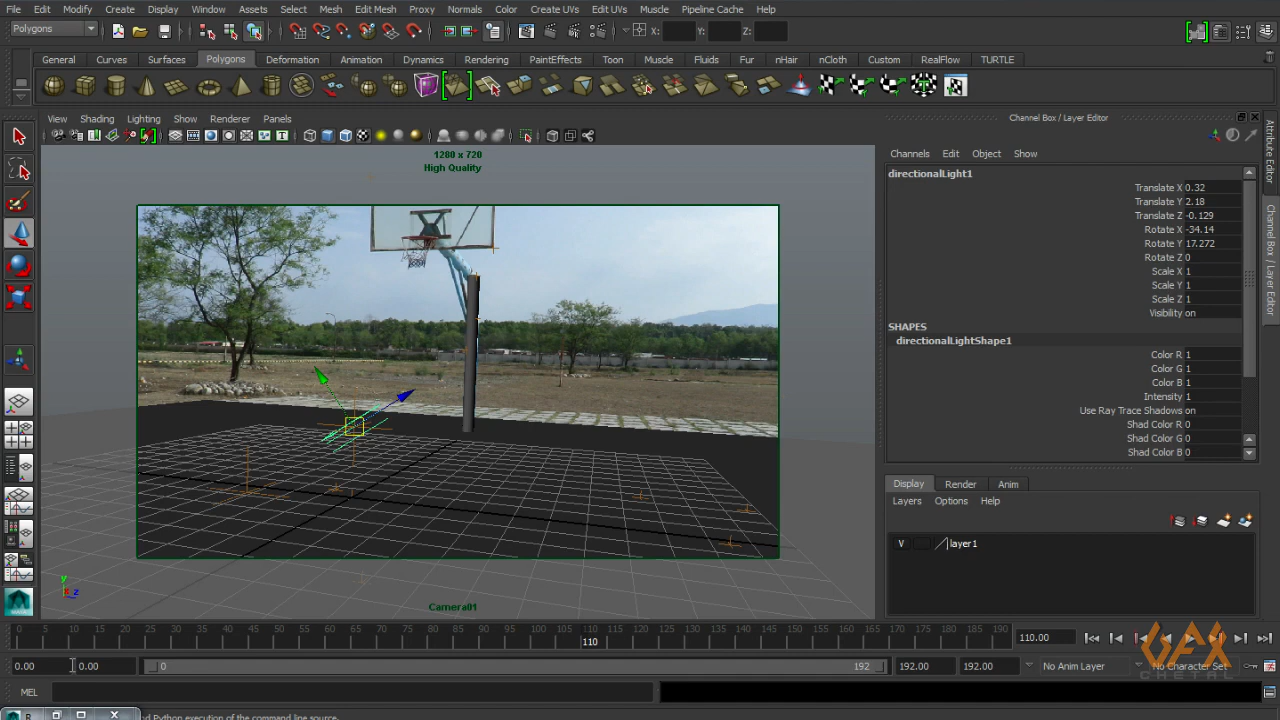 File Edit Modify Create Display Window Assets Select Mesh Edit Mesh Proxy Normals Color Create UVs Edit UVs Muscle Pipeline Cache Help
Polygons X: Y: Z:
General Curves Surfaces Polygons Deformation Animation Dynamics Rendering PaintEffects Toon Muscle Fluids Fur nHair nCloth Custom RealFlow TURTLE
View Shading Lighting Show Renderer Panels
Channel Box / Layer Editor
1280 x 720
High Quality
Channels Edit Object Show
directionalLight1
Translate X 0.32
Translate Y 2.18
Translate Z -0.129
Rotate X -34.14
Rotate Y 17.272
Rotate Z 0
Scale X 1
Scale Y 1
Scale Z 1
Visibility on
SHAPES
directionalLightShape1
Color R 1
Color G 1
Color B 1
Intensity 1
Use Ray Trace Shadows on
Shad Color R 0
Shad Color G 0
Shad Color B 0
Attribute Editor
Channel Box / Layer Editor
Display Render Anim
Layers Options Help
V layer1
y
x z
Camera01
0 5 10 15 20 25 30 35 40 45 50 55 60 65 70 75 80 85 90 95 100 105 110 115 120 125 130 135 140 145 150 155 160 165 170 175 180 185 190
110
110.00
0.00 0.00 0 192 192.00 192.00 No Anim Layer No Character Set
GFX
CHETAL
MEL
R
d Python execution of the command line source.